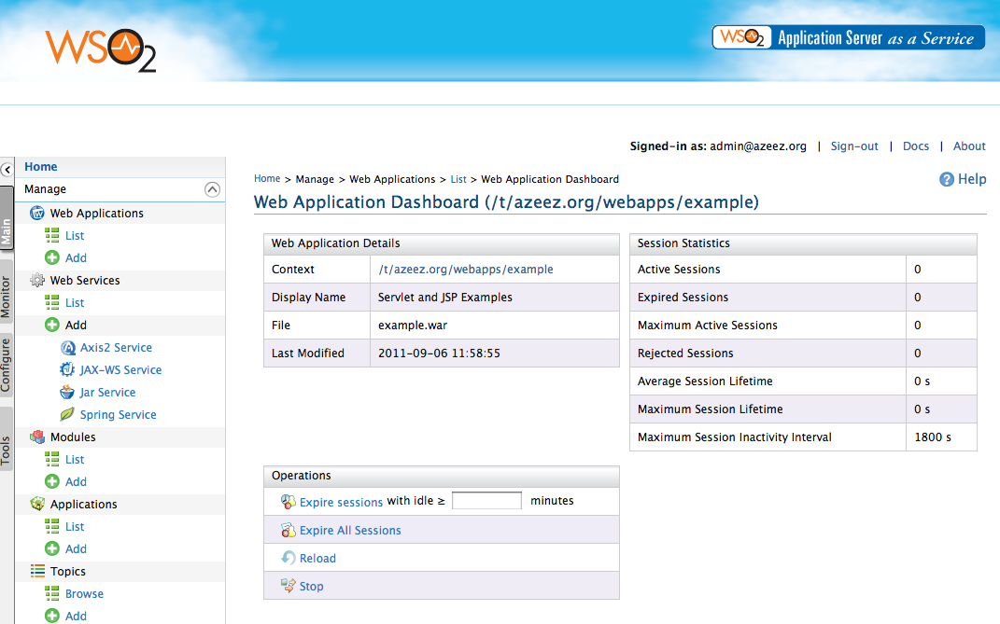 WSO2
WSO2 Application Server as a Service
Signed-in as: admin@azeez.org | Sign-out | Docs | About
Home
Manage
Web Applications
List
Add
Web Services
List
Add
Axis2 Service
JAX-WS Service
Jar Service
Spring Service
Modules
List
Add
Applications
List
Add
Topics
Browse
Add
Main
Monitor
Configure
Tools
Home > Manage > Web Applications > List > Web Application Dashboard
Help
Web Application Dashboard (/t/azeez.org/webapps/example)
Web Application Details
Context /t/azeez.org/webapps/example
Display Name Servlet and JSP Examples
File example.war
Last Modified 2011-09-06 11:58:55
Session Statistics
Active Sessions 0
Expired Sessions 0
Maximum Active Sessions 0
Rejected Sessions 0
Average Session Lifetime 0 s
Maximum Session Lifetime 0 s
Maximum Session Inactivity Interval 1800 s
Operations
Expire sessions with idle ≥ minutes
Expire All Sessions
Reload
Stop